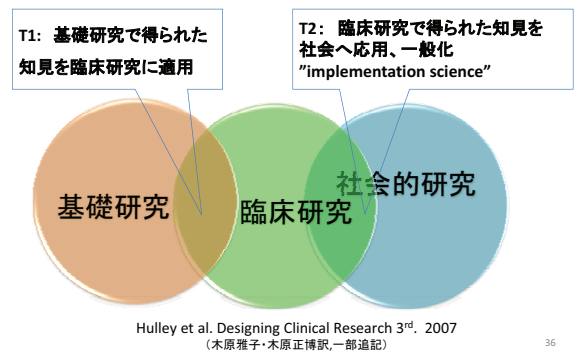 T1: 基礎研究で得られた
知見を臨床研究に適用
T2: 臨床研究で得られた知見を
社会へ応用、一般化
”implementation science”
基礎研究
臨床研究
社会的研究
Hulley et al. Designing Clinical Research 3rd. 2007
(木原雅子・木原正博訳,一部追記)
36